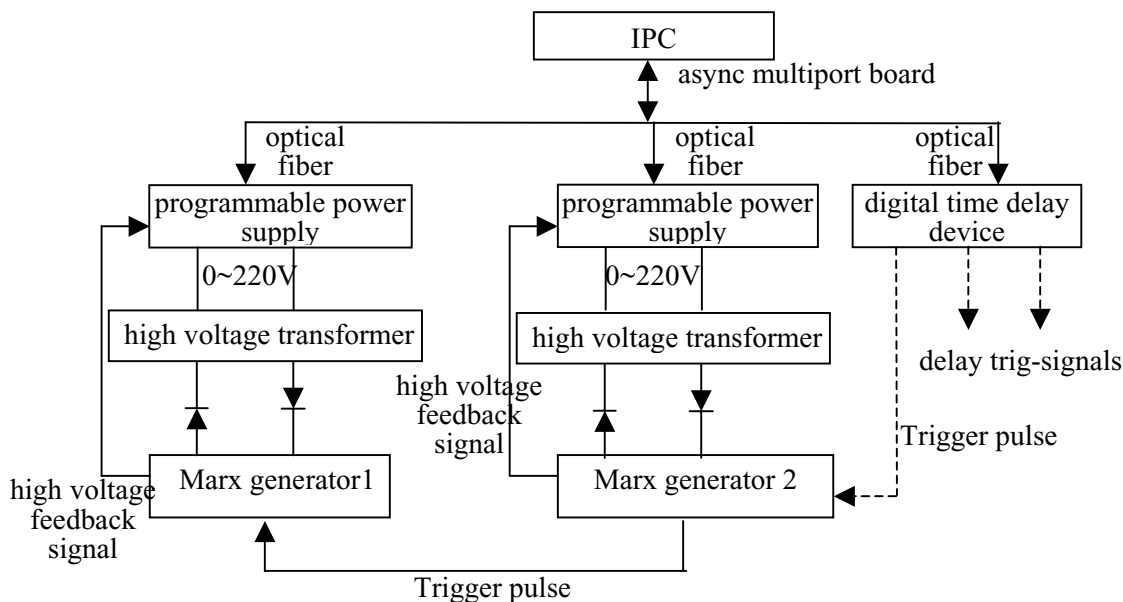 IPC
async multiport board
optical
fiber
optical
fiber
optical
fiber
programmable power
supply
programmable power
supply
digital time delay
device
0~220V
0~220V
high voltage transformer
high voltage transformer
delay trig-signals
high voltage
feedback
signal
Trigger pulse
Marx generator1
Marx generator 2
high voltage
feedback
signal
Trigger pulse